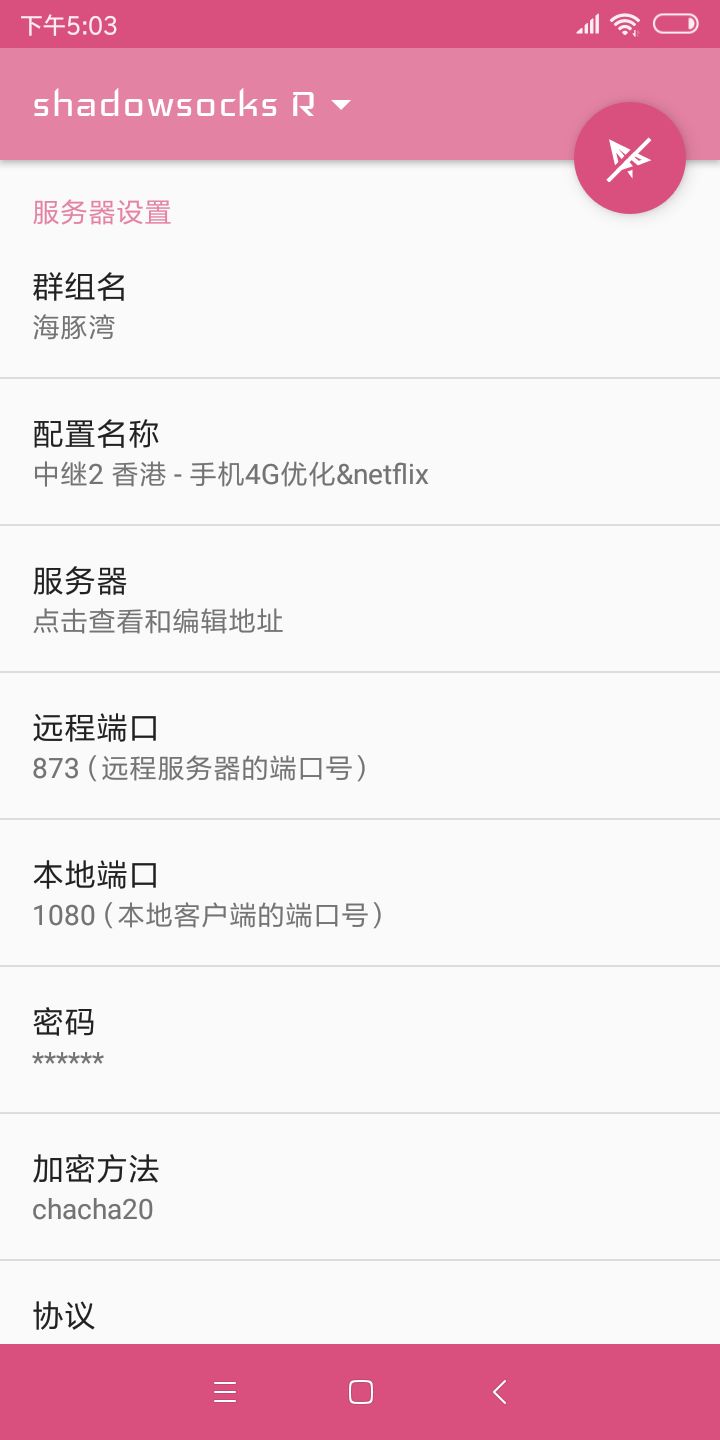 下午5:03
shadowsocks R
服务器设置
群组名
海豚湾
配置名称
中继2 香港 - 手机4G优化&netflix
服务器
点击查看和编辑地址
远程端口
873 (远程服务器的端口号)
本地端口
1080 (本地客户端的端口号)
密码
******
加密方法
chacha20
协议